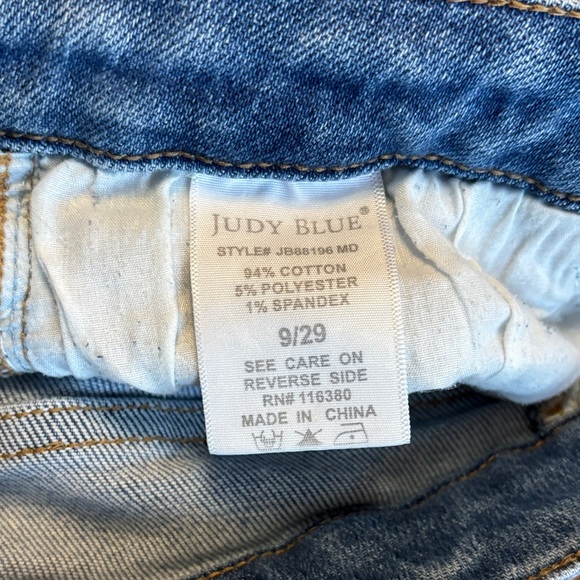 JUDY BLUE®
STYLE# JB88196 MD
94% COTTON
5% POLYESTER
1% SPANDEX
9/29
SEE CARE ON
REVERSE SIDE
RN# 116380
MADE IN CHINA